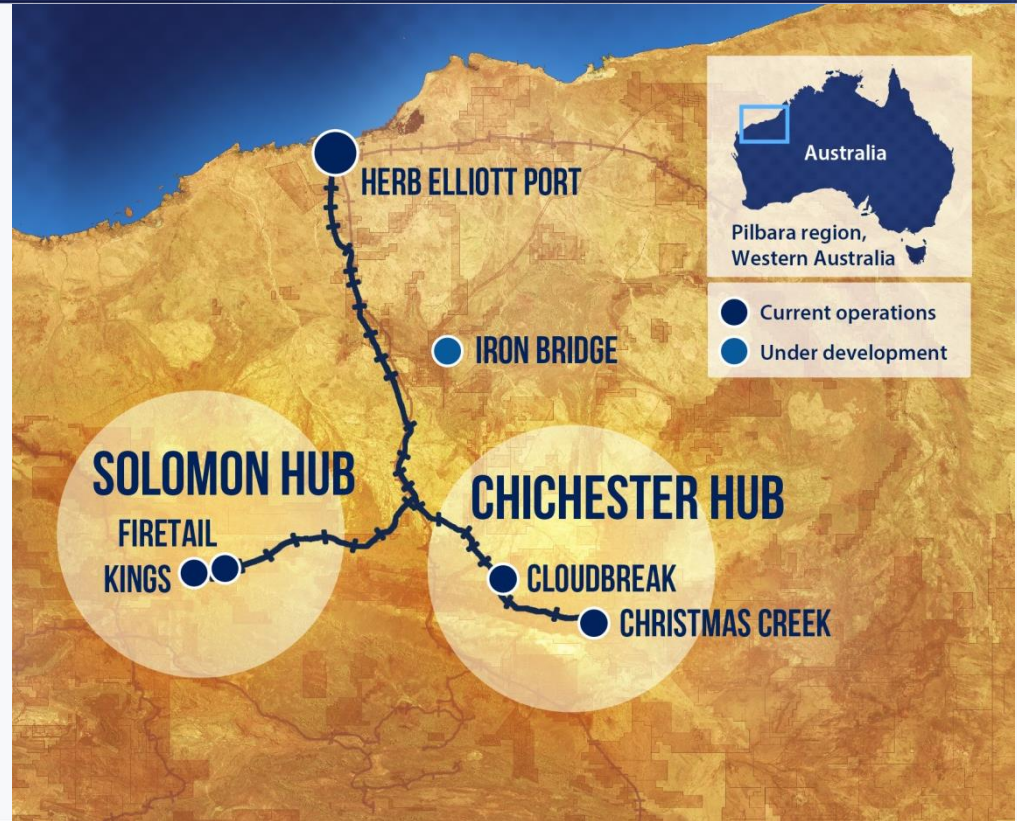 Australia
Pilbara region,
Western Australia
Current operations
Under development
HERB ELLIOTT PORT
IRON BRIDGE
SOLOMON HUB
FIRETAIL
KINGS
CHICHESTER HUB
CLOUDBREAK
CHRISTMAS CREEK